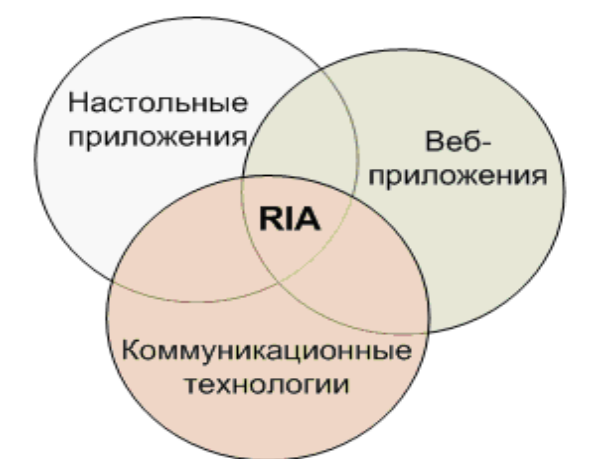 Настольные
приложения
Веб-
приложения
RIA
Коммуникационные
технологии